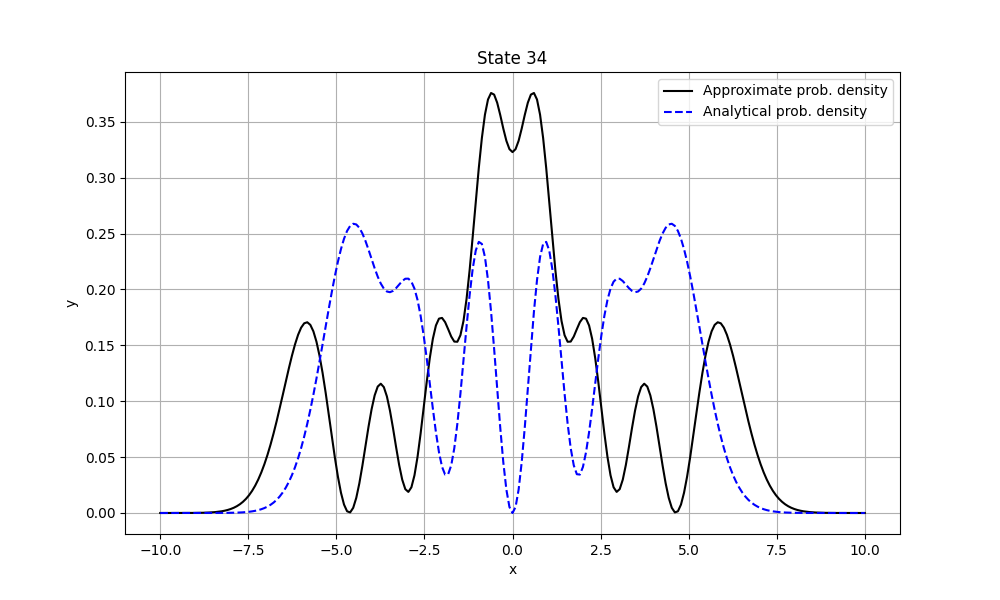 State 34
Approximate prob. density
Analytical prob. density
0.35
0.30
0.25
0.20
0.15
0.10
0.05
0.00
y
−10.0 −7.5 −5.0 −2.5 0.0 2.5 5.0 7.5 10.0
x